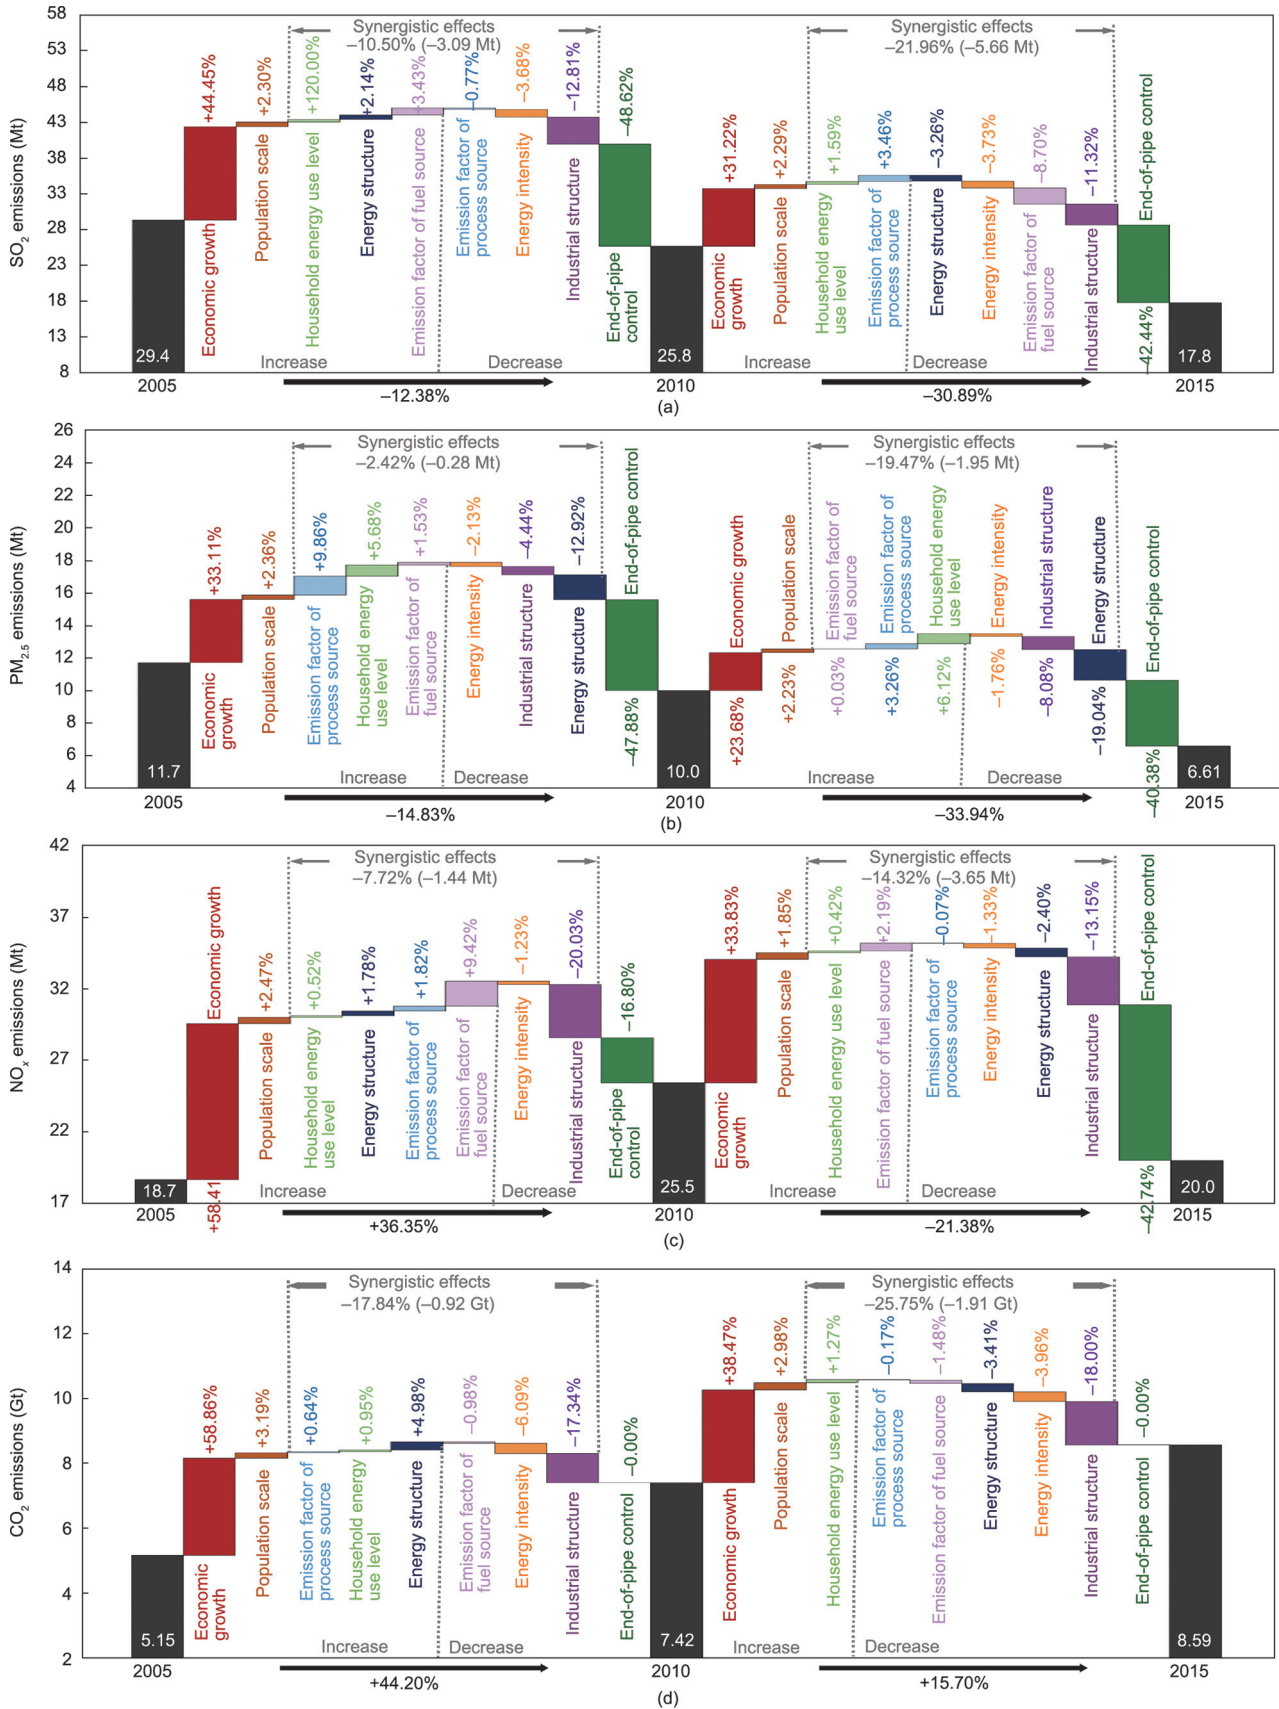 58
53
48
43
38
33
28
23
18
13
8
SO2 emissions (Mt)
Synergistic effects
–10.50% (–3.09 Mt)
Synergistic effects
–21.96% (–5.66 Mt)
29.4
+44.45%
Economic growth
+2.30%
Population scale
+120.00%
Household energy use level
+2.14%
Energy structure
+3.43%
Emission factor of fuel source
–0.77%
Emission factor of
process source
–3.68%
Energy intensity
–12.81%
Industrial structure
–48.62%
End-of-pipe
control
25.8
+31.22%
Economic
growth
+2.29%
Population scale
+1.59%
Household energy
use level
+3.46%
Emission factor of
process source
–3.26%
Energy structure
–3.73%
Energy intensity
–8.70%
Emission factor of
fuel source
–11.32%
Industrial structure
End-of-pipe control
–42.44%
17.8
Increase
Decrease
Increase
Decrease
2005
–12.38%
2010
–30.89%
2015
(a)
26
24
22
20
18
16
14
12
10
8
6
4
PM2.5 emissions (Mt)
Synergistic effects
–2.42% (–0.28 Mt)
Synergistic effects
–19.47% (–1.95 Mt)
11.7
+33.11%
Economic
growth
+2.36%
Population scale
+9.86%
Emission factor of
process source
+5.68%
Household energy
use level
+1.53%
Emission factor of
fuel source
–2.13%
Energy intensity
–4.44%
Industrial structure
–12.92%
Energy structure
End-of-pipe control
–47.88%
10.0
Economic growth
+23.68%
Population scale
+2.23%
Emission factor of
fuel source
+0.03%
Emission factor of
process source
+3.26%
Household energy
use level
+6.12%
Energy intensity
–1.76%
Industrial structure
–8.08%
Energy structure
–19.04%
End-of-pipe control
–40.38%
6.61
Increase
Decrease
Increase
Decrease
2005
–14.83%
2010
–33.94%
2015
(b)
42
37
32
27
22
17
NOx emissions (Mt)
Synergistic effects
–7.72% (–1.44 Mt)
Synergistic effects
–14.32% (–3.65 Mt)
18.7
Economic growth
+58.41
+2.47%
Population scale
+0.52%
Household energy
use level
+1.78%
Energy structure
+1.82%
Emission factor of
process source
+9.42%
Emission factor of
fuel source
–1.23%
Energy intensity
–20.03%
Industrial structure
–16.80%
End-of-pipe
control
25.5
+33.83%
Economic
growth
+1.85%
Population scale
+0.42%
Household energy use level
+2.19%
Emission factor of fuel source
–0.07%
Emission factor of
process source
–1.33%
Energy intensity
–2.40%
Energy structure
–13.15%
Industrial structure
End-of-pipe control
–42.74%
20.0
Increase
Decrease
Increase
Decrease
2005
+36.35%
2010
–21.38%
2015
(c)
14
12
10
8
6
4
2
CO2 emissions (Gt)
Synergistic effects
–17.84% (–0.92 Gt)
Synergistic effects
–25.75% (–1.91 Gt)
5.15
+58.86%
Economic
growth
+3.19%
Population scale
+0.64%
Emission factor of
process source
+0.95%
Household energy
use level
+4.98%
Energy structure
–0.98%
Emission factor of
fuel source
–6.09%
Energy intensity
–17.34%
Industrial structure
–0.00%
End-of-pipe control
7.42
+38.47%
Economic growth
+2.98%
Population scale
+1.27%
Household energy use level
–0.17%
Emission factor of
process source
–1.48%
Emission factor of fuel source
–3.41%
Energy structure
–3.96%
Energy intensity
–18.00%
Industrial structure
–0.00%
End-of-pipe control
8.59
Increase
Decrease
Increase
Decrease
2005
+44.20%
2010
+15.70%
2015
(d)